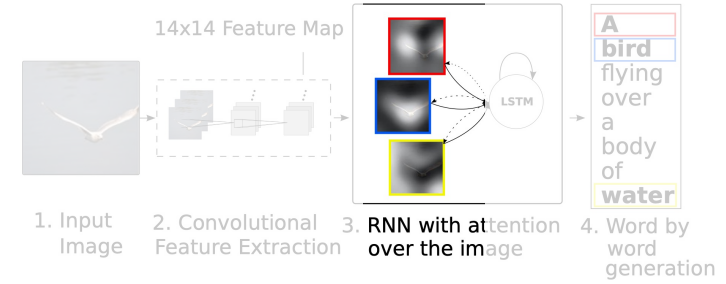 14x14 Feature Map
LSTM
A
bird
flying
over
a
body
of
water
1. Input
Image
2. Convolutional
Feature Extraction
3. RNN with attention
over the image
4. Word by
word
generation